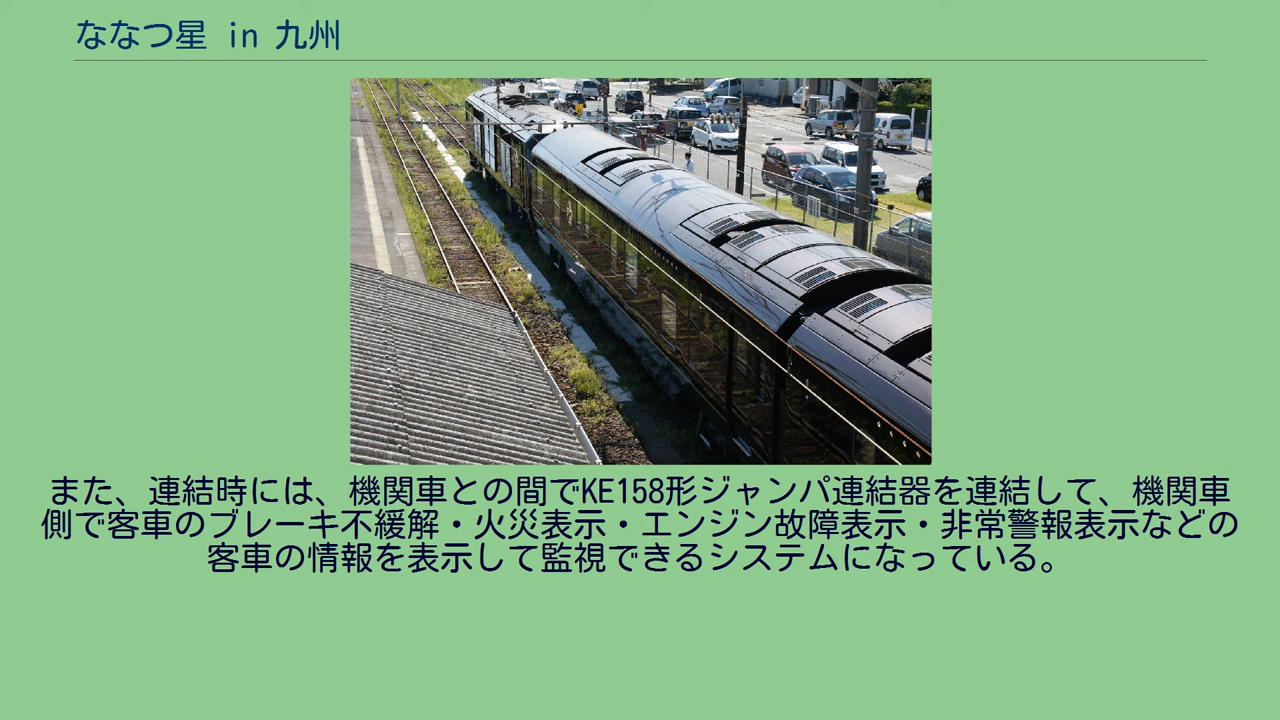 ななつ星 in 九州
また、連結時には、機関車との間でKE158形ジャンパ連結器を連結して、機関車
側で客車のブレーキ不緩解・火災表示・エンジン故障表示・非常警報表示などの
客車の情報を表示して監視できるシステムになっている。